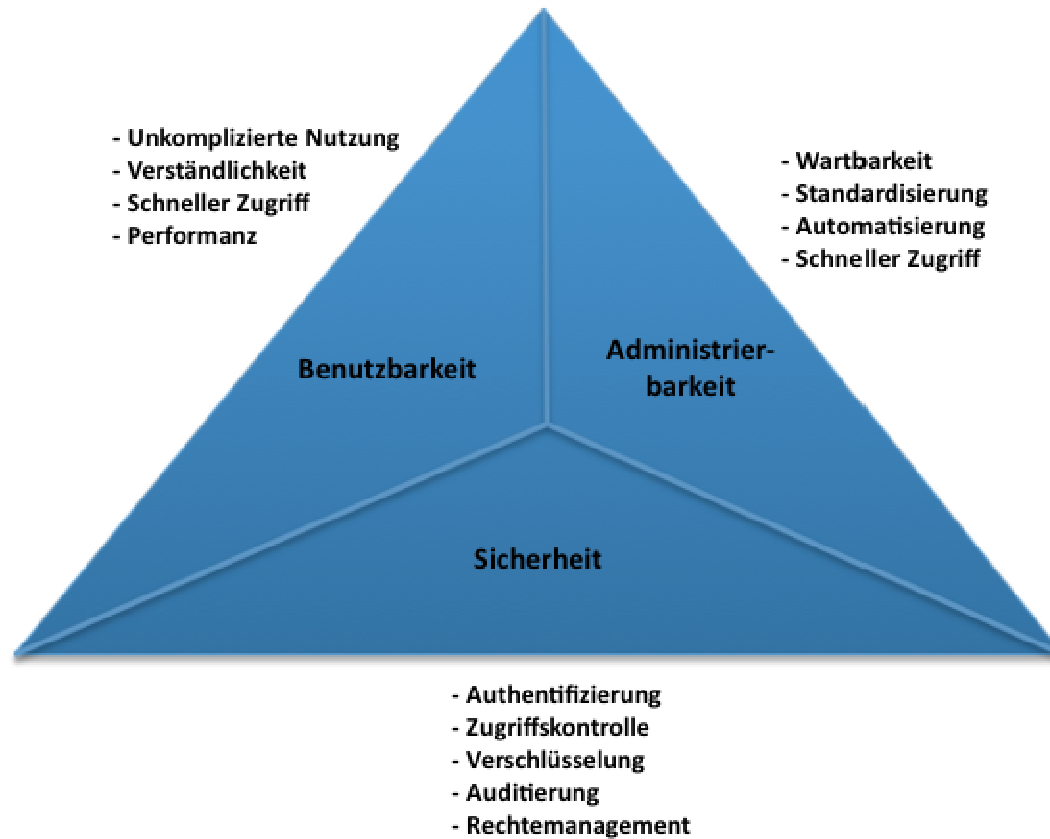 - Unkomplizierte Nutzung
- Verständlichkeit
- Schneller Zugriff
- Performanz
- Wartbarkeit
- Standardisierung
- Automatisierung
- Schneller Zugriff
Benutzbarkeit
Administrier-
barkeit
Sicherheit
- Authentifizierung
- Zugriffskontrolle
- Verschlüsselung
- Auditierung
- Rechtemanagement